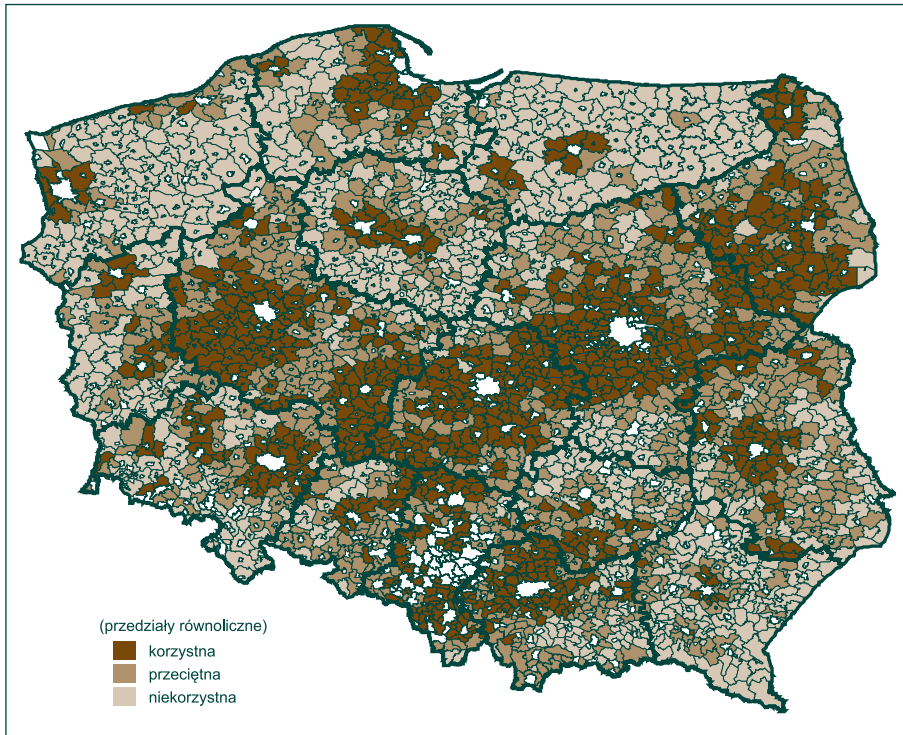 (przedziały równoliczne)
korzystna
przeciętna
niekorzystna